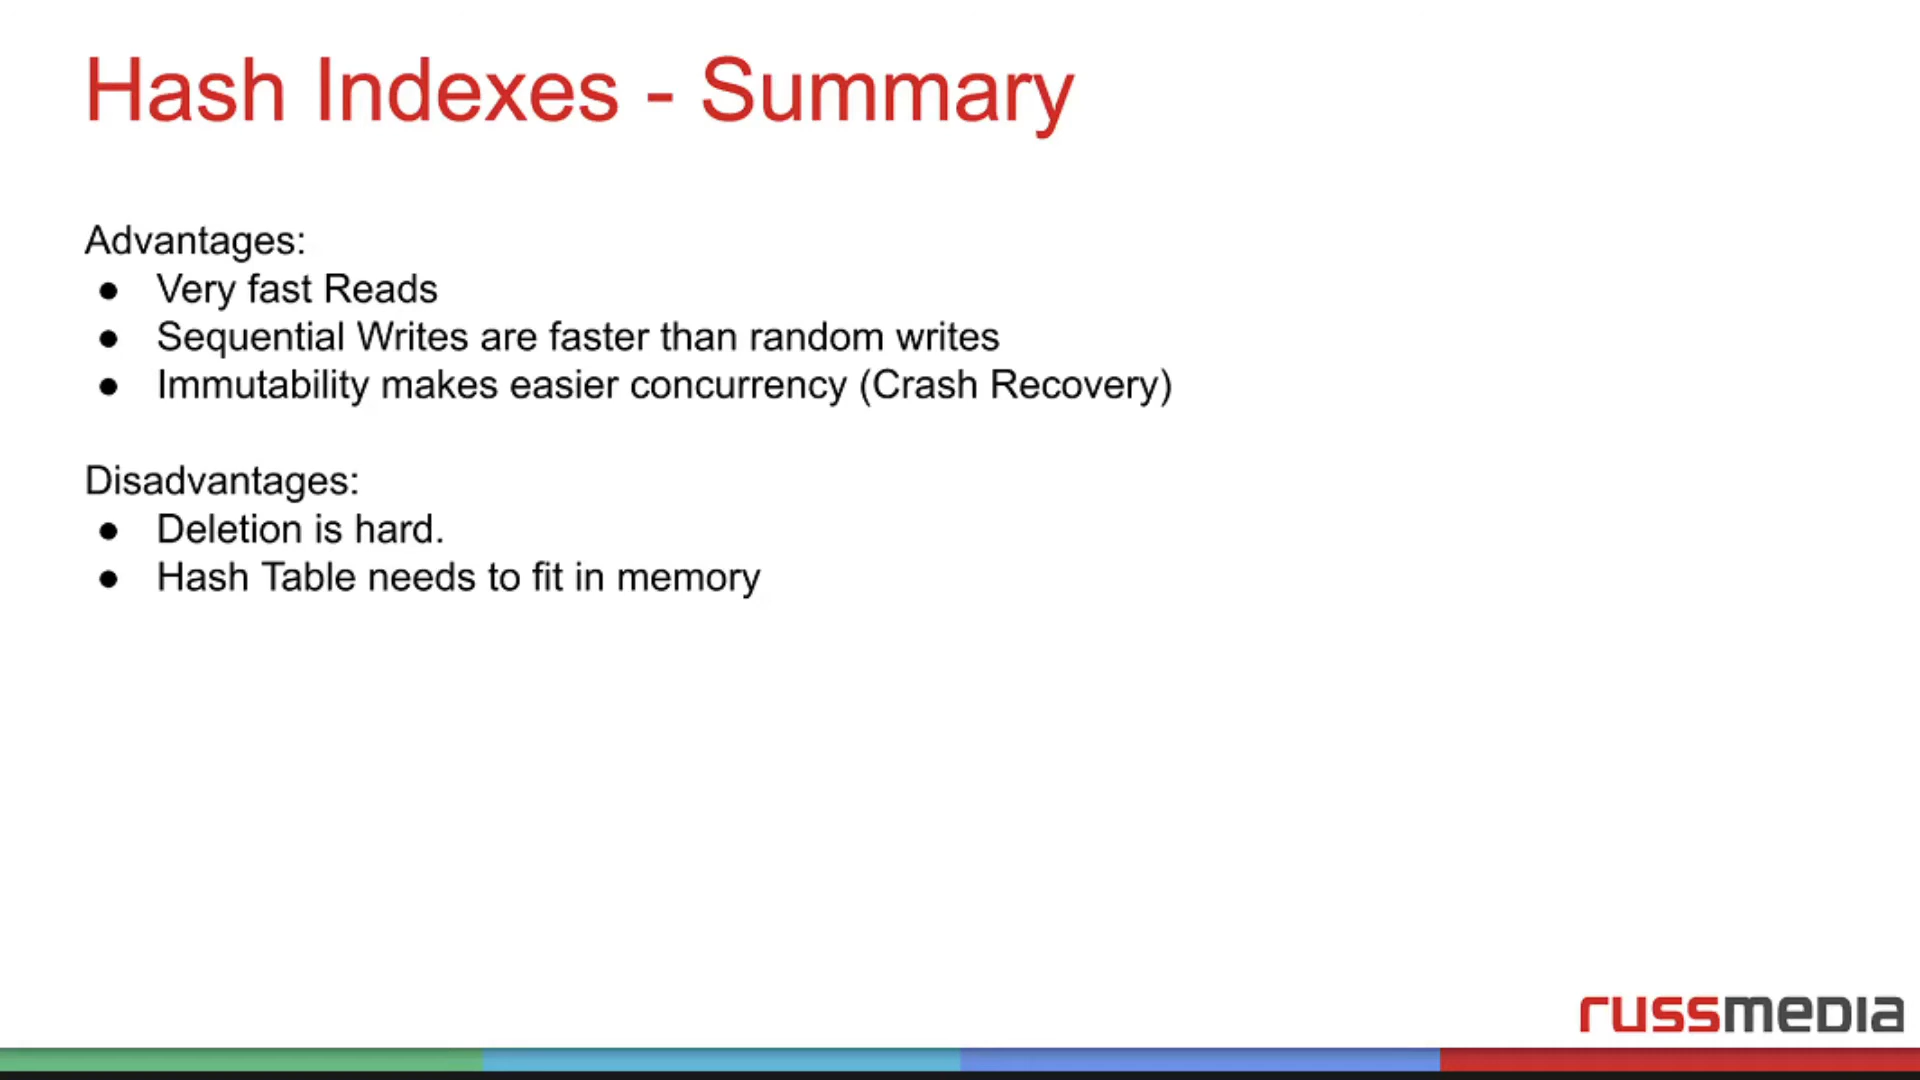 Hash Indexes - Summary
Advantages:
● Very fast Reads
● Sequential Writes are faster than random writes
● Immutability makes easier concurrency (Crash Recovery)
Disadvantages:
● Deletion is hard.
● Hash Table needs to fit in memory
russmedia